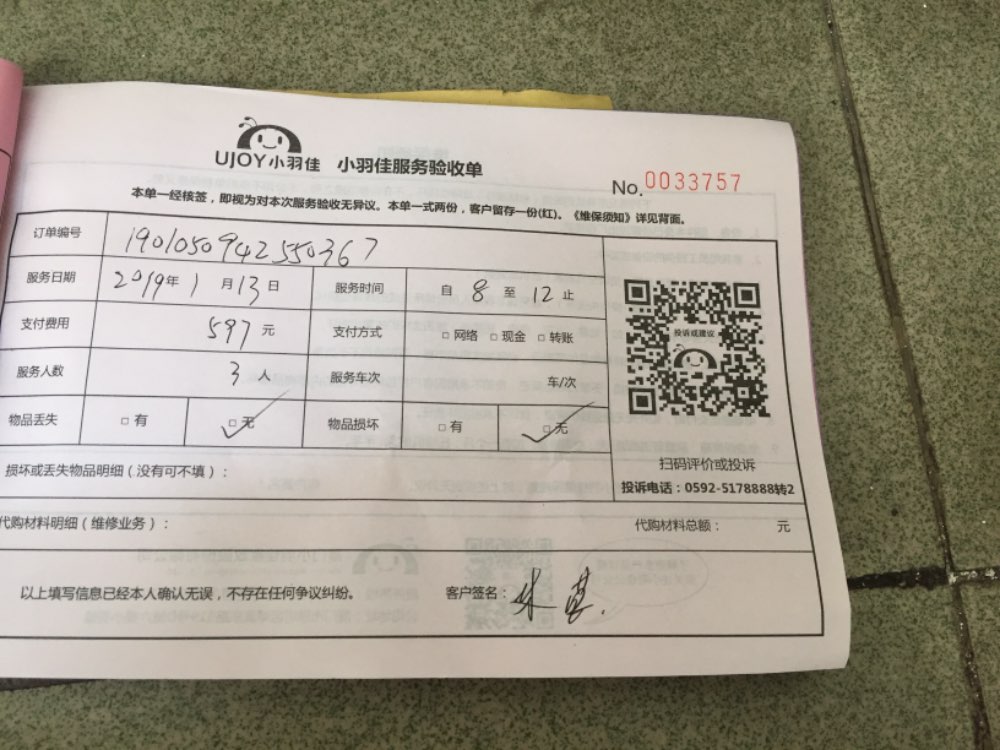 UJOY小羽佳 小羽佳服务验收单
No. 0033757
本单一经核签，即视为对本次服务验收无异议。本单一式两份，客户留存一份(红)。《维保须知》详见背面。
订单编号 190105094255550367
服务日期 2019年 1 月 13 日 服务时间 自 8 至 12 止
支付费用 597 元 支付方式 □ 网络 □ 现金 □ 转账
服务人数 3 人 服务车次 车/次
物品丢失 □ 有 □ 无 物品损坏 □ 有 □ 无
投诉或建议
扫码评价或投诉
投诉电话：0592-5178888转2
损坏或丢失物品明细（没有可不填）：
代购材料明细（维修业务）： 代购材料总额： 元
以上填写信息已经本人确认无误，不存在任何争议纠纷。 客户签名：